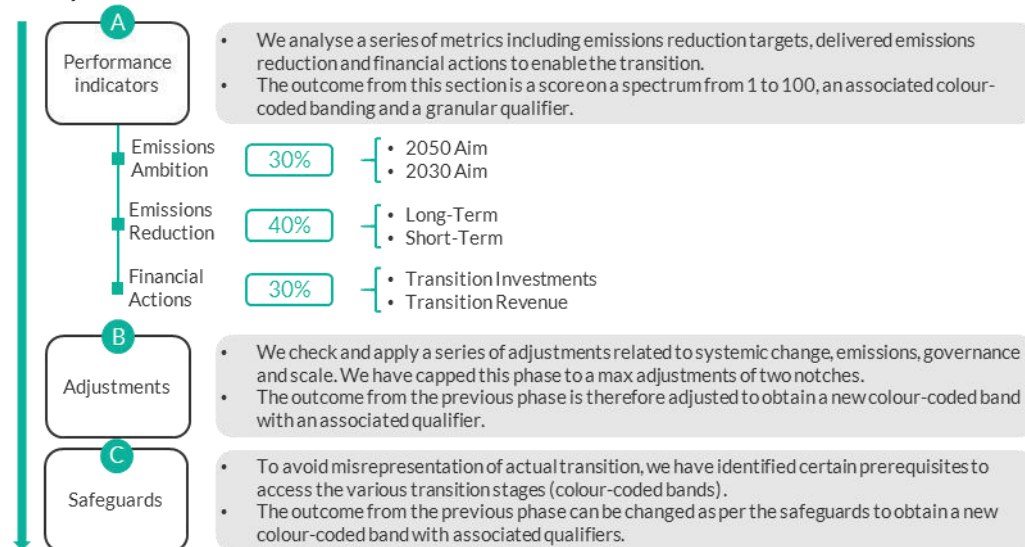 A
Performance
indicators
• We analyse a series of metrics including emissions reduction targets, delivered emissions
reduction and financial actions to enable the transition.
• The outcome from this section is a score on a spectrum from 1 to 100, an associated colour-
coded banding and a granular qualifier.
Emissions
Ambition
30%
• 2050 Aim
• 2030 Aim
Emissions
Reduction
40%
• Long-Term
• Short-Term
Financial
Actions
30%
• Transition Investments
• Transition Revenue
B
Adjustments
• We check and apply a series of adjustments related to systemic change, emissions, governance
and scale. We have capped this phase to a max adjustments of two notches.
• The outcome from the previous phase is therefore adjusted to obtain a new colour-coded band
with an associated qualifier.
C
Safeguards
• To avoid misrepresentation of actual transition, we have identified certain prerequisites to
access the various transition stages (colour-coded bands).
• The outcome from the previous phase can be changed as per the safeguards to obtain a new
colour-coded band with associated qualifiers.